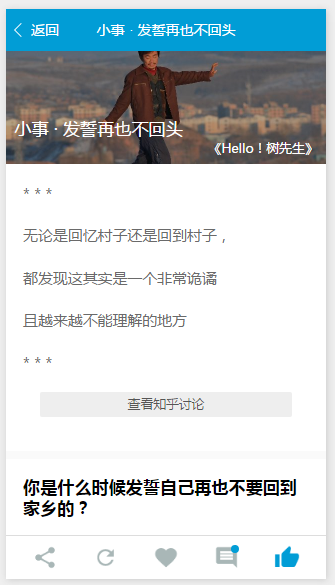 返回
小事 · 发誓再也不回头
小事 · 发誓再也不回头
《Hello！树先生》
* * *
无论是回忆村子还是回到村子，
都发现这其实是一个非常诡谲
且越来越不能理解的地方
* * *
查看知乎讨论
你是什么时候发誓自己再也不要回到
家乡的？